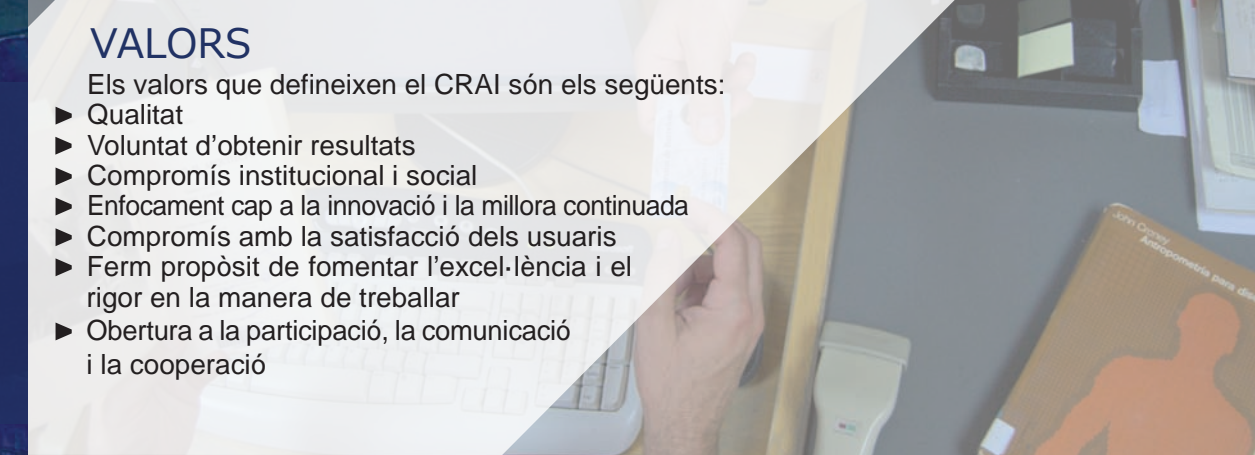 VALORS
Els valors que defineixen el CRAI són els següents:
► Qualitat
► Voluntat d’obtenir resultats
► Compromís institucional i social
► Enfocament cap a la innovació i la millora continuada
► Compromís amb la satisfacció dels usuaris
► Ferm propòsit de fomentar l’excel·lència i el
rigor en la manera de treballar
► Obertura a la participació, la comunicació
i la cooperació
John Croney
Antropometría para